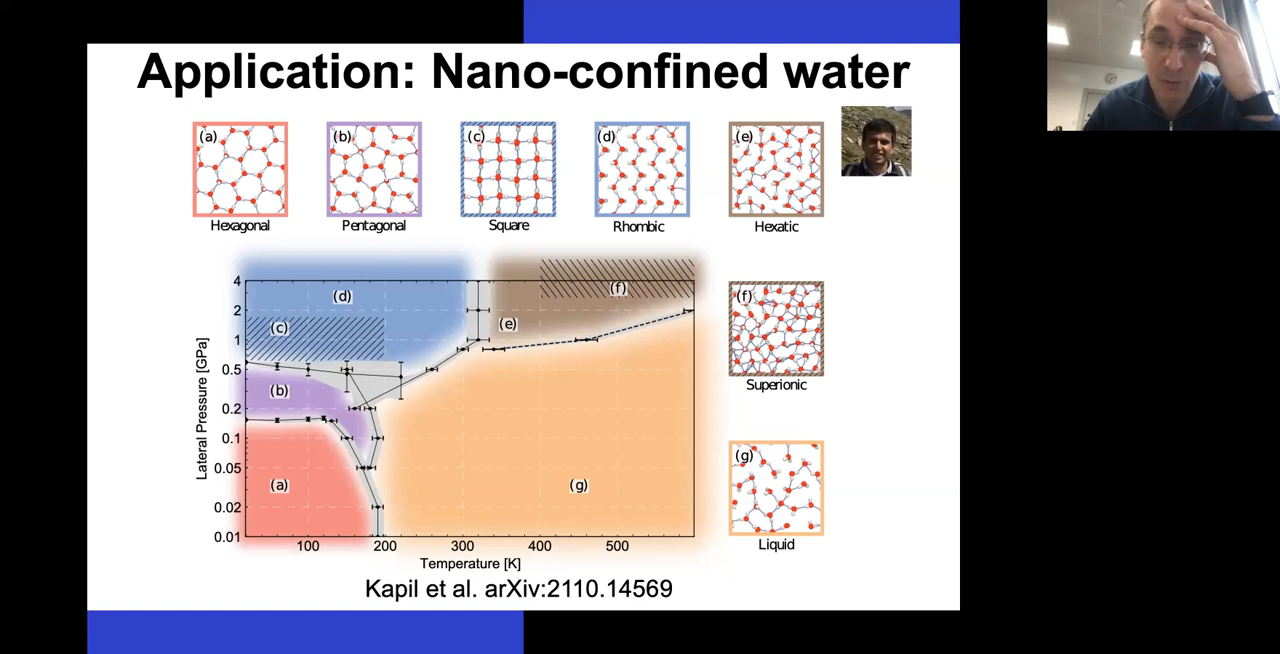 Application: Nano-confined water
(a)
(b)
(c)
(d)
(e)
Hexagonal
Pentagonal
Square
Rhombic
Hexatic
(f)
Superionic
(g)
Liquid
Lateral Pressure [GPa]
4
2
1
0.5
0.2
0.1
0.05
0.02
0.01
(d)
(f)
(c)
(e)
(b)
(a)
(g)
100 200 300 400 500
Temperature [K]
Kapil et al. arXiv:2110.14569